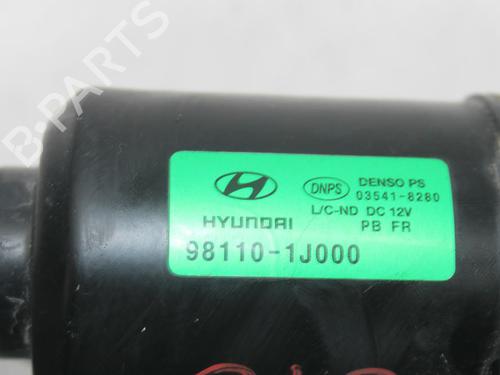 B-PARTS
DNPS
DENSO PS
03541-8280
HYUNDAI
L/C-ND DC 12V
PB FR
98110-1J000